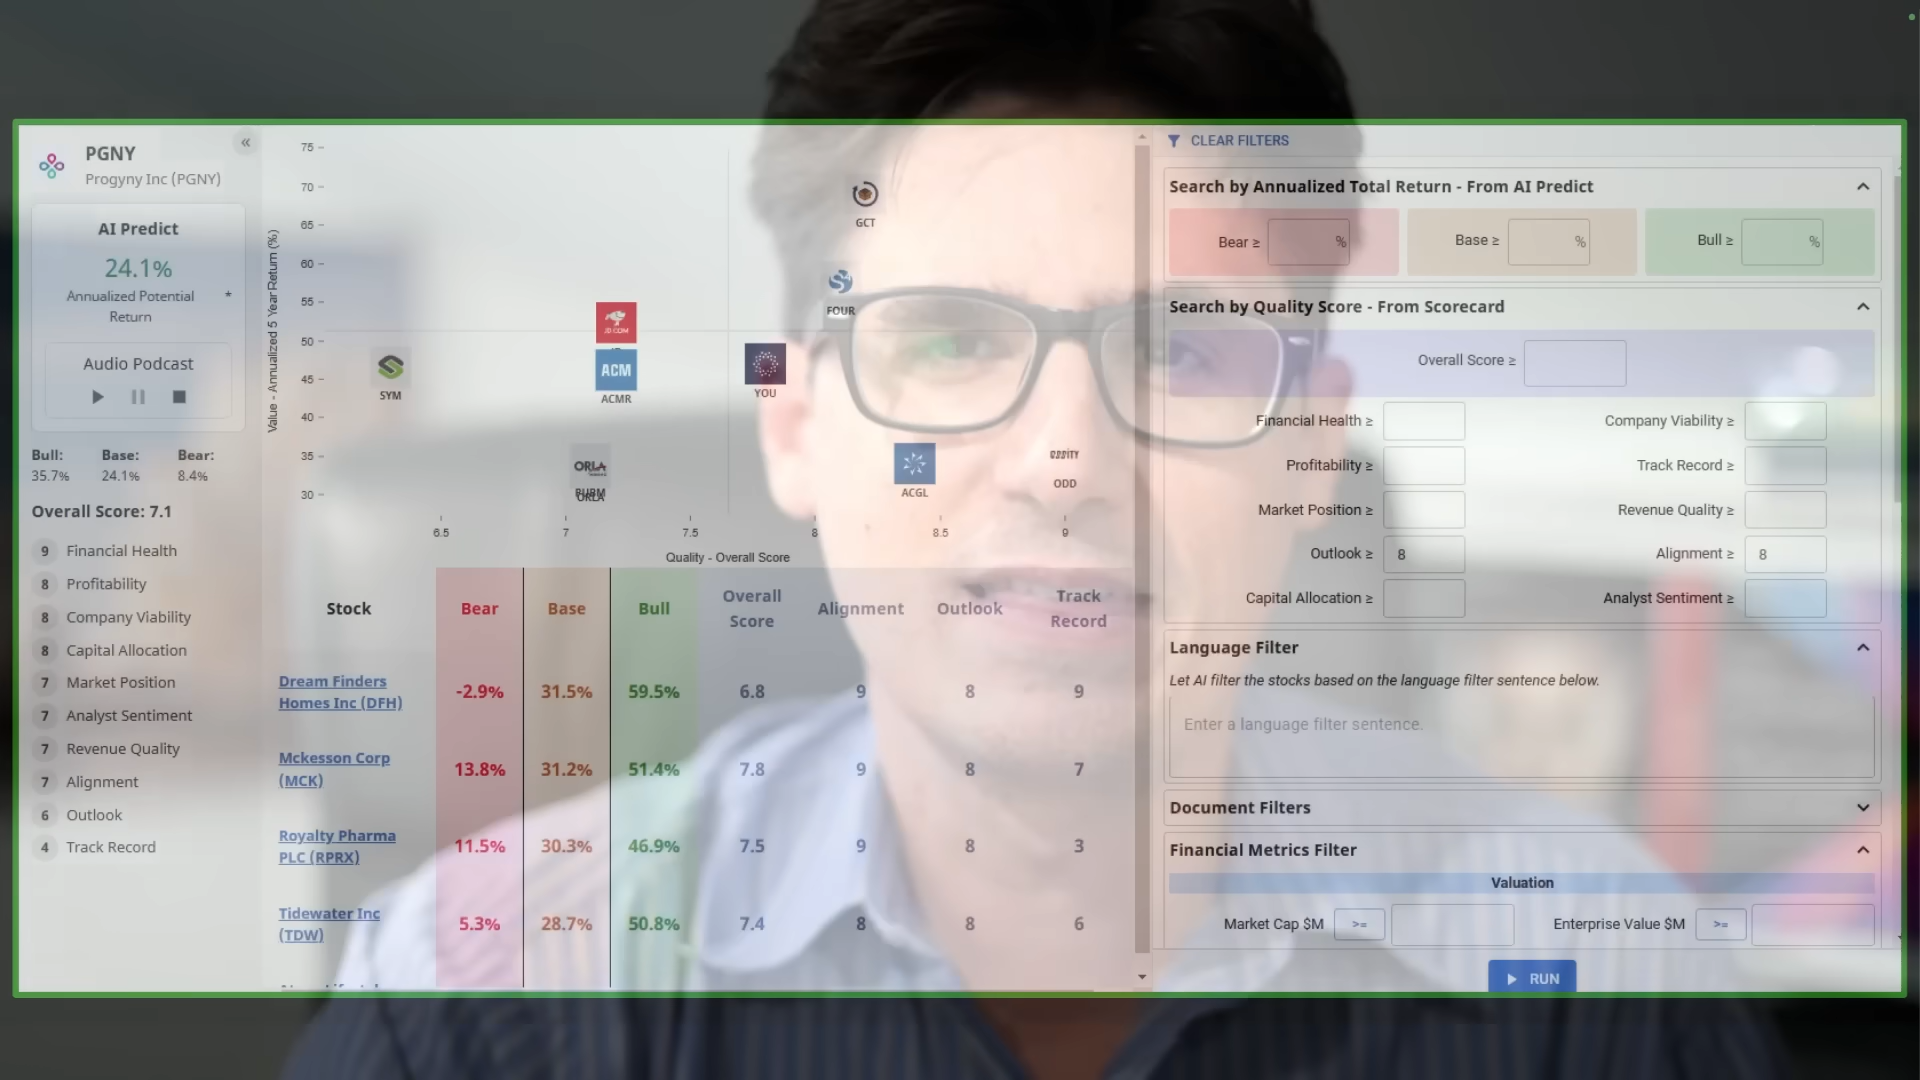 PGNY
Progyny Inc (PGNY)
«
AI Predict
24.1%
Annualized Potential *
Return
Audio Podcast
Bull: Base: Bear:
35.7% 24.1% 8.4%
Overall Score: 7.1
9 Financial Health
8 Profitability
8 Company Viability
8 Capital Allocation
7 Market Position
7 Analyst Sentiment
7 Revenue Quality
7 Alignment
6 Outlook
4 Track Record
Value - Annualized 5 Year Return (%)
75
70
65
60
55
50
45
40
35
30
GCT
FOUR
JD.COM
ACM
ACMR
SYM
YOU
ORLA
ORLA
ACGL
ODDITY
ODD
6.5 7 7.5 8 8.5 9
Quality - Overall Score
Stock Bear Base Bull Overall Score Alignment Outlook Track Record
Dream Finders
Homes Inc (DFH) -2.9% 31.5% 59.5% 6.8 9 8 9
Mckesson Corp
(MCK) 13.8% 31.2% 51.4% 7.8 9 8 7
Royalty Pharma
PLC (RPRX) 11.5% 30.3% 46.9% 7.5 9 8 3
Tidewater Inc
(TDW) 5.3% 28.7% 50.8% 7.4 8 8 6
CLEAR FILTERS
Search by Annualized Total Return - From AI Predict
Bear ≥ % Base ≥ % Bull ≥ %
Search by Quality Score - From Scorecard
Overall Score ≥
Financial Health ≥ Company Viability ≥
Profitability ≥ Track Record ≥
Market Position ≥ Revenue Quality ≥
Outlook ≥ 8 Alignment ≥ 8
Capital Allocation ≥ Analyst Sentiment ≥
Language Filter
Let AI filter the stocks based on the language filter sentence below.
Enter a language filter sentence.
Document Filters
Financial Metrics Filter
Valuation
Market Cap $M >= Enterprise Value $M >=
RUN